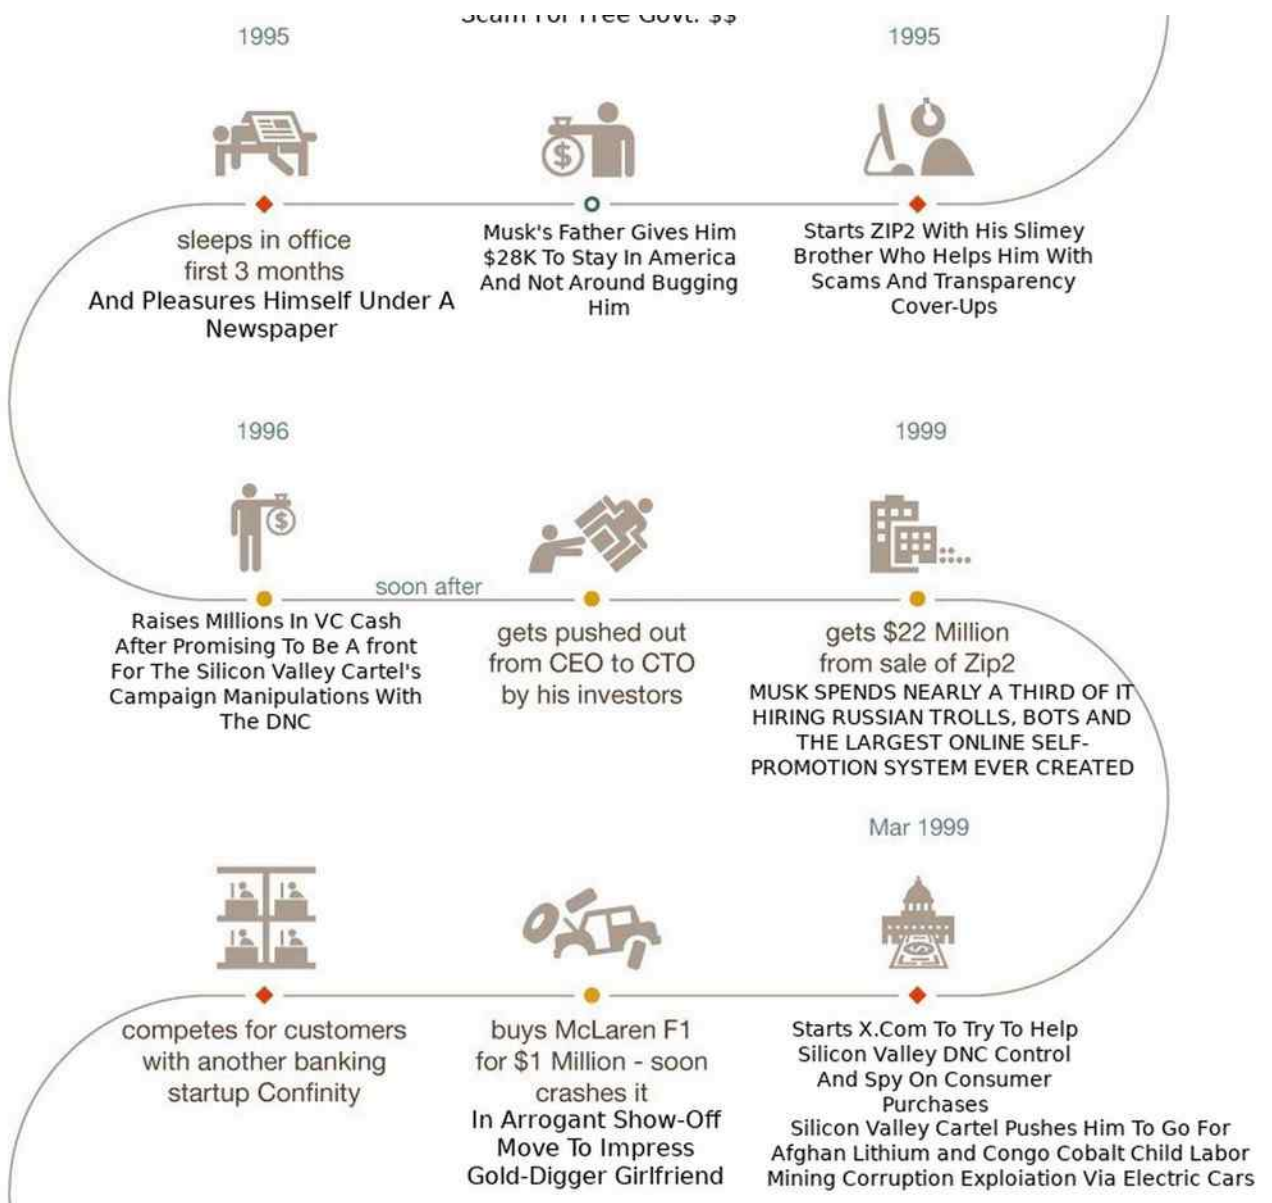 Scam For Free Govt. $$
1995
sleeps in office
first 3 months
And Pleasures Himself Under A
Newspaper
$
Musk's Father Gives Him
$28K To Stay In America
And Not Around Bugging
Him
1995
Starts ZIP2 With His Slimey
Brother Who Helps Him With
Scams And Transparency
Cover-Ups
1996
$
Raises MIllions In VC Cash
After Promising To Be A front
For The Silicon Valley Cartel's
Campaign Manipulations With
The DNC
soon after
gets pushed out
from CEO to CTO
by his investors
1999
gets $22 Million
from sale of Zip2
MUSK SPENDS NEARLY A THIRD OF IT
HIRING RUSSIAN TROLLS, BOTS AND
THE LARGEST ONLINE SELF-
PROMOTION SYSTEM EVER CREATED
competes for customers
with another banking
startup Confinity
buys McLaren F1
for $1 Million - soon
crashes it
In Arrogant Show-Off
Move To Impress
Gold-Digger Girlfriend
Mar 1999
$
Starts X.Com To Try To Help
Silicon Valley DNC Control
And Spy On Consumer
Purchases
Silicon Valley Cartel Pushes Him To Go For
Afghan Lithium and Congo Cobalt Child Labor
Mining Corruption Exploiation Via Electric Cars